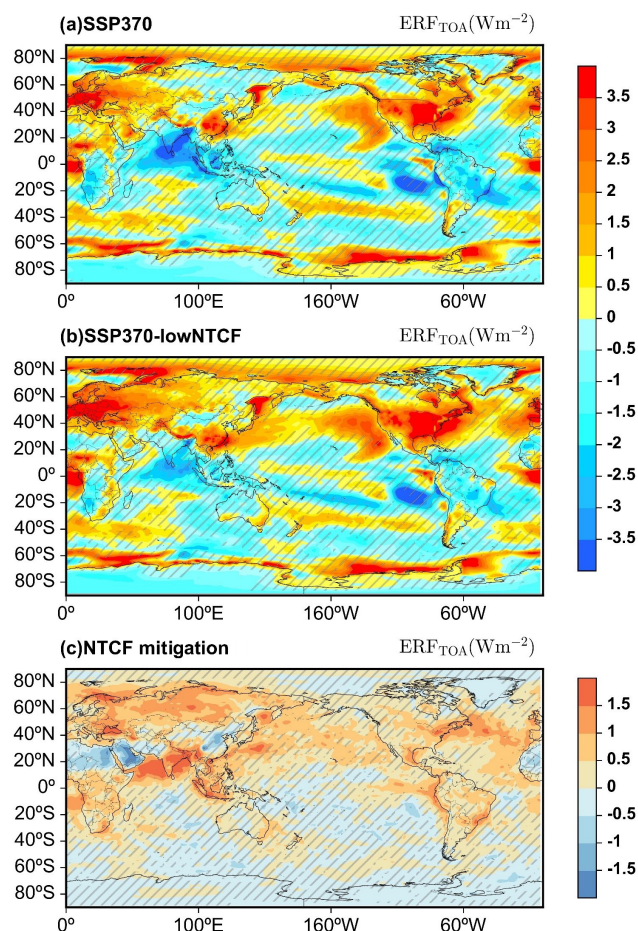 (a)SSP370 ERF_TOA(Wm⁻²)
80ºN
60ºN
40ºN
20ºN
0º
20ºS
40ºS
60ºS
80ºS
0º 100ºE 160ºW 60ºW
(b)SSP370-lowNTCF ERF_TOA(Wm⁻²)
80ºN
60ºN
40ºN
20ºN
0º
20ºS
40ºS
60ºS
80ºS
0º 100ºE 160ºW 60ºW
3.5
3
2.5
2
1.5
1
0.5
0
-0.5
-1
-1.5
-2
-2.5
-3
-3.5
(c)NTCF mitigation ERF_TOA(Wm⁻²)
80ºN
60ºN
40ºN
20ºN
0º
20ºS
40ºS
60ºS
80ºS
0º 100ºE 160ºW 60ºW
1.5
1
0.5
0
-0.5
-1
-1.5